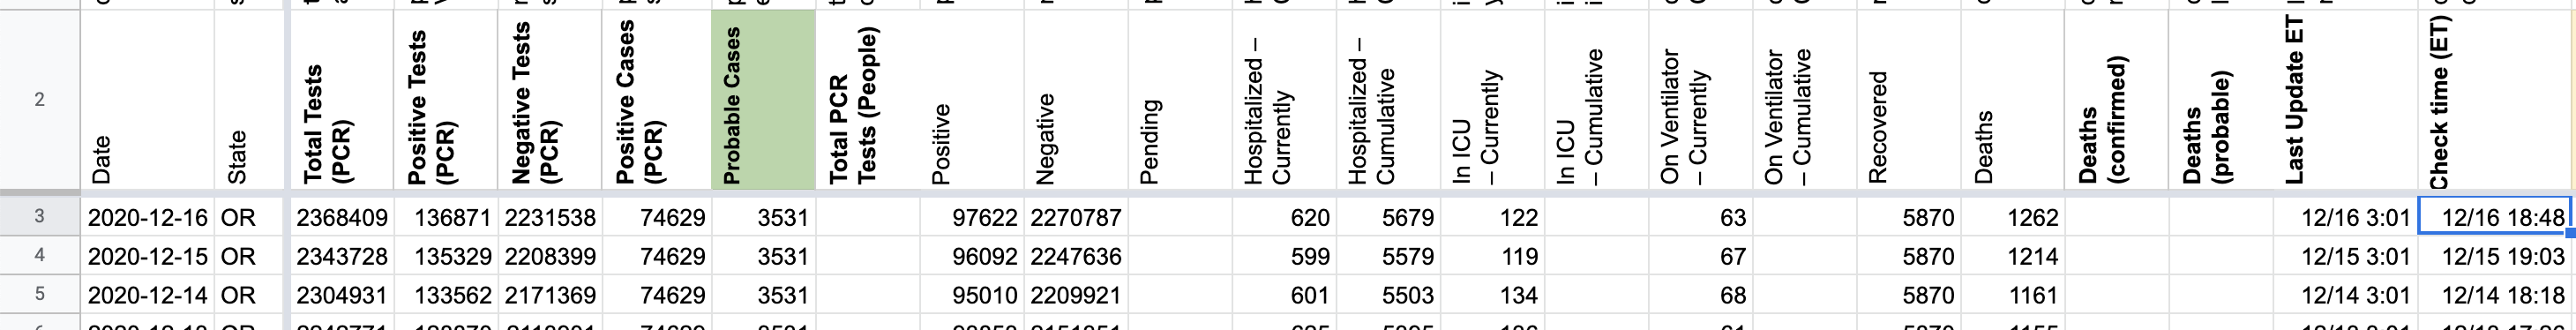 2
Date
State
Total Tests
(PCR)
Positive Tests
(PCR)
Negative Tests
(PCR)
Positive Cases
(PCR)
Probable Cases
Total PCR
Tests (People)
Positive
Negative
Pending
Hospitalized –
Currently
Hospitalized –
Cumulative
In ICU
– Currently
In ICU
– Cumulative
On Ventilator
– Currently
On Ventilator
– Cumulative
Recovered
Deaths
Deaths
(confirmed)
Deaths
(probable)
Last Update ET
Check time (ET)
3 2020-12-16 OR 2368409 136871 2231538 74629 3531 97622 2270787 620 5679 122 63 5870 1262 12/16 3:01 12/16 18:48
4 2020-12-15 OR 2343728 135329 2208399 74629 3531 96092 2247636 599 5579 119 67 5870 1214 12/15 3:01 12/15 19:03
5 2020-12-14 OR 2304931 133562 2171369 74629 3531 95010 2209921 601 5503 134 68 5870 1161 12/14 3:01 12/14 18:18